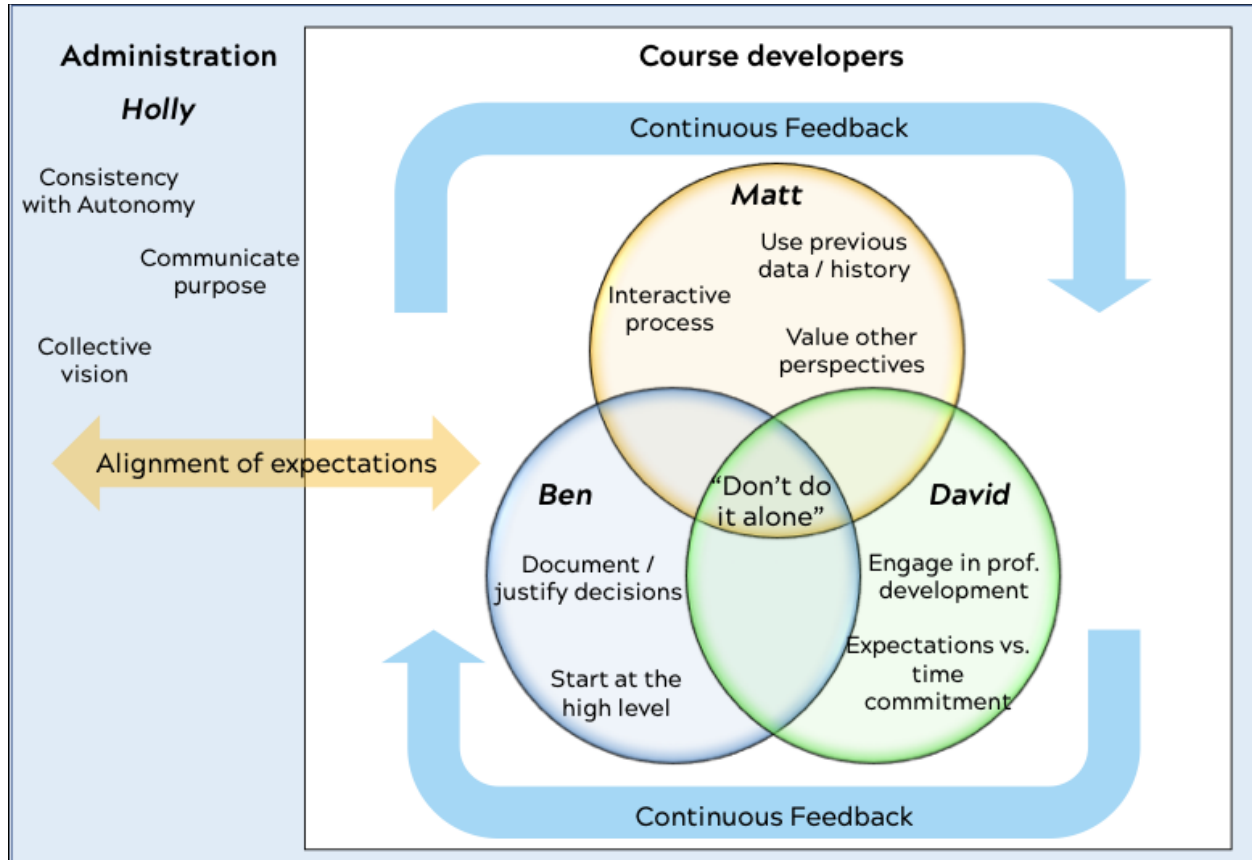 Administration
Holly
Consistency
with Autonomy
Communicate
purpose
Collective
vision
Alignment of expectations
Course developers
Continuous Feedback
Matt
Use previous
data / history
Interactive
process
Value other
perspectives
"Don't do
it alone"
Ben
Document /
justify decisions
Start at the
high level
David
Engage in prof.
development
Expectations vs.
time
commitment
Continuous Feedback